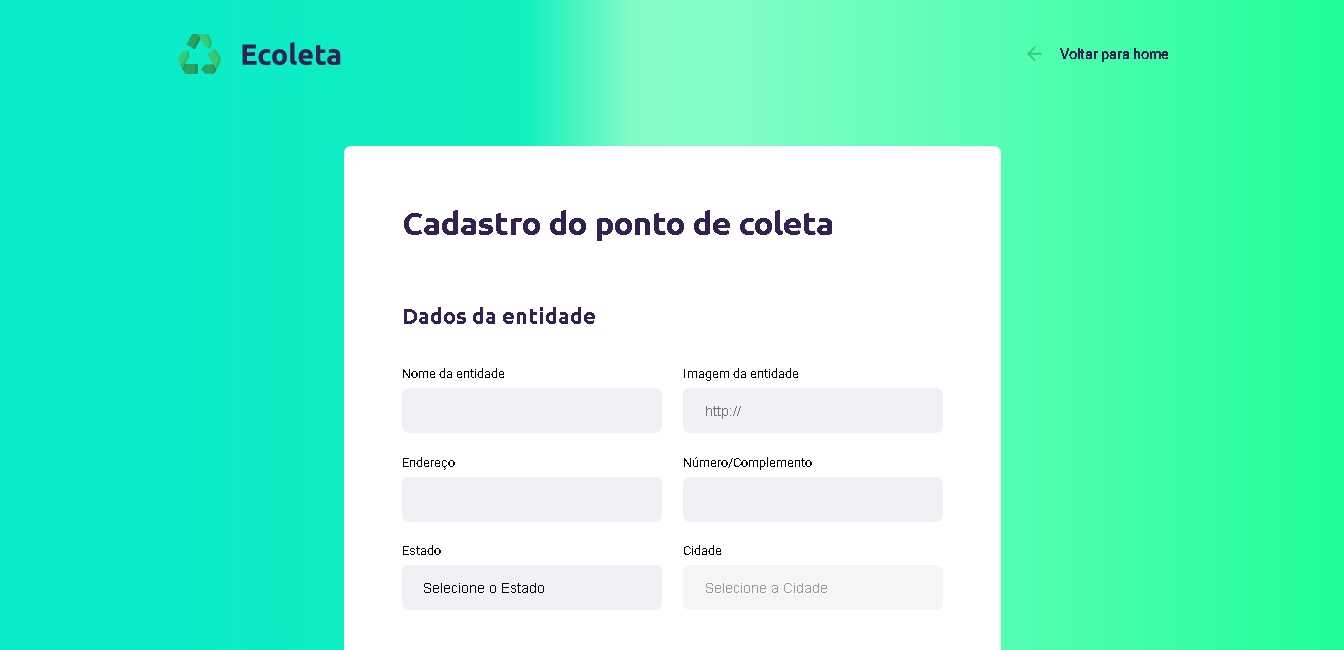 Ecoleta
Voltar para home
Cadastro do ponto de coleta
Dados da entidade
Nome da entidade
Imagem da entidade
http://
Endereço
Número/Complemento
Estado
Cidade
Selecione o Estado
Selecione a Cidade